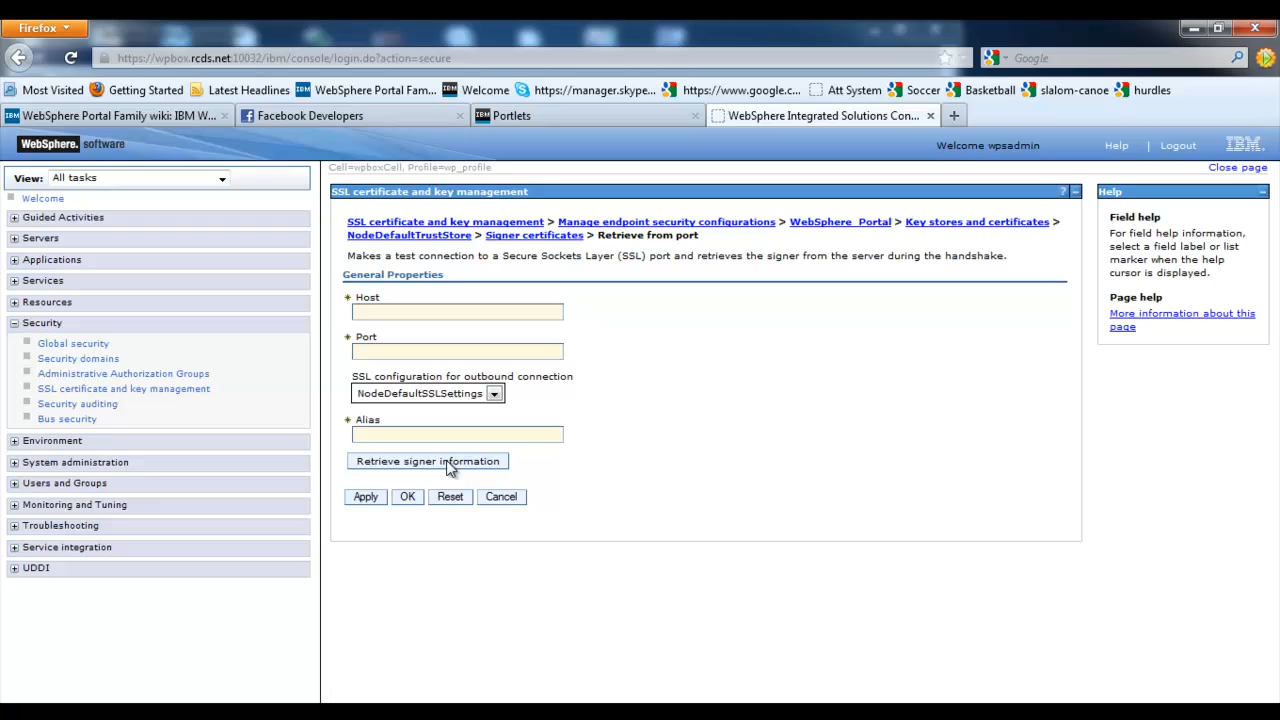 Firefox
https://wpbox.rcds.net:10032/ibm/console/login.do?action=secure
Google
Most Visited Getting Started Latest Headlines WebSphere Portal Fam... Welcome https://manager.skype,... https://www.google.c... Att System Soccer Basketball slalom-canoe hurdles
WebSphere Portal Family wiki: IBM W... Facebook Developers Portlets WebSphere Integrated Solutions Con...
WebSphere. software Welcome wpsadmin Help Logout IBM.
View: All tasks
Cell=wpboxCell, Profile=wp_profile Close page
Welcome
Guided Activities
Servers
Applications
Services
Resources
Security
Global security
Security domains
Administrative Authorization Groups
SSL certificate and key management
Security auditing
Bus security
Environment
System administration
Users and Groups
Monitoring and Tuning
Troubleshooting
Service integration
UDDI
SSL certificate and key management
SSL certificate and key management > Manage endpoint security configurations > WebSphere_Portal > Key stores and certificates >
NodeDefaultTrustStore > Signer certificates > Retrieve from port
Makes a test connection to a Secure Sockets Layer (SSL) port and retrieves the signer from the server during the handshake.
General Properties
* Host
* Port
SSL configuration for outbound connection
NodeDefaultSSLSettings
* Alias
Retrieve signer information
Apply OK Reset Cancel
Help
Field help
For field help information,
select a field label or list
marker when the help
cursor is displayed.
Page help
More information about this
page